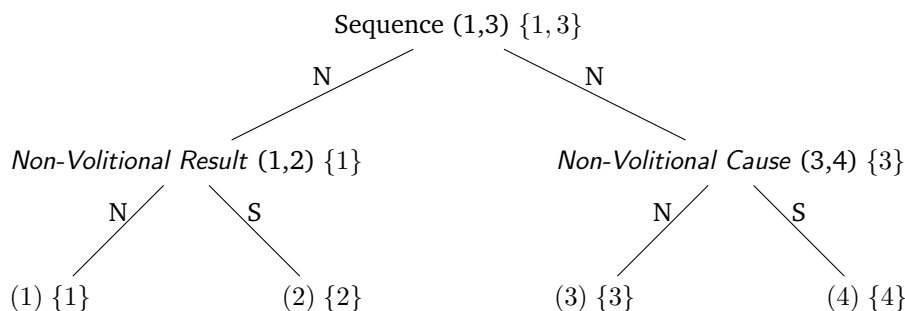 Sequence (1,3) {1, 3}
N N
Non-Volitional Result (1,2) {1} Non-Volitional Cause (3,4) {3}
N S N S
(1) {1} (2) {2} (3) {3} (4) {4}